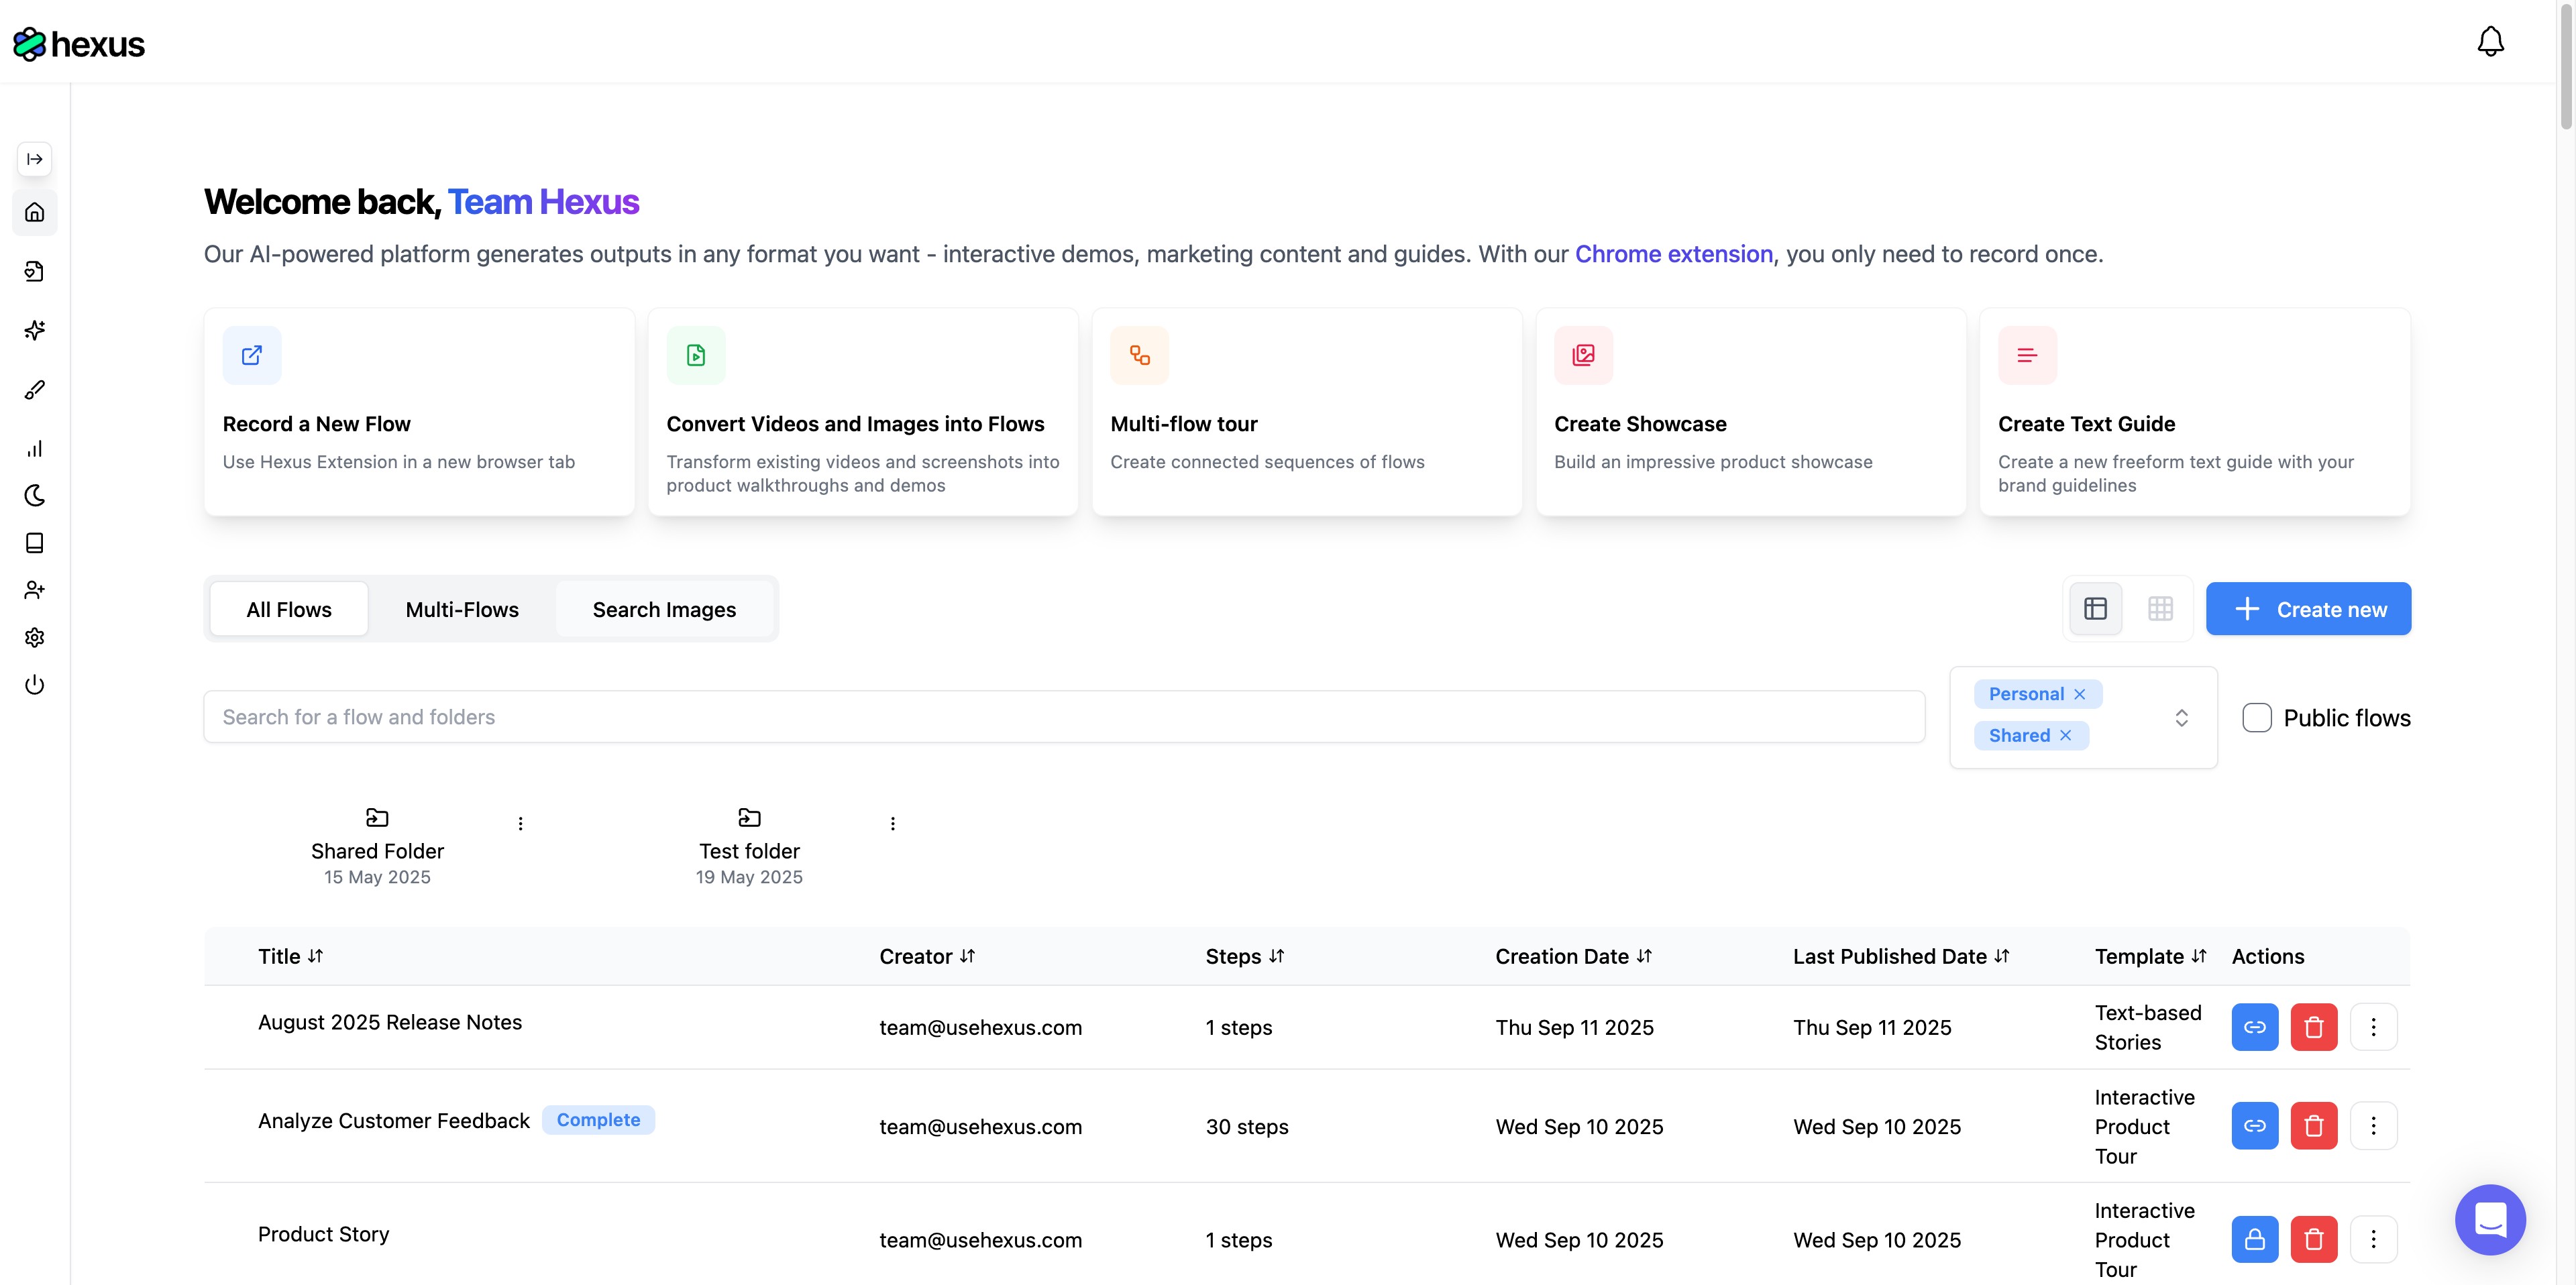 hexus
Welcome back, Team Hexus
Our AI-powered platform generates outputs in any format you want - interactive demos, marketing content and guides. With our Chrome extension, you only need to record once.
Record a New Flow
Use Hexus Extension in a new browser tab
Convert Videos and Images into Flows
Transform existing videos and screenshots into
product walkthroughs and demos
Multi-flow tour
Create connected sequences of flows
Create Showcase
Build an impressive product showcase
Create Text Guide
Create a new freeform text guide with your
brand guidelines
All Flows Multi-Flows Search Images
Create new
Search for a flow and folders
Personal
Shared
Public flows
Shared Folder
15 May 2025
Test folder
19 May 2025
Title Creator Steps Creation Date Last Published Date Template Actions
August 2025 Release Notes team@usehexus.com 1 steps Thu Sep 11 2025 Thu Sep 11 2025 Text-based
Stories
Analyze Customer Feedback Complete team@usehexus.com 30 steps Wed Sep 10 2025 Wed Sep 10 2025 Interactive
Product
Tour
Product Story team@usehexus.com 1 steps Wed Sep 10 2025 Wed Sep 10 2025 Interactive
Product
Tour